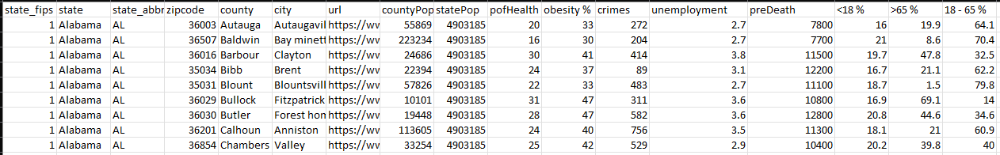 state_fips state state_abbr zipcode county city url countyPop statePop pofHealth obesity % crimes unemployment preDeath <18 % >65 % 18 - 65 %
1 Alabama AL 36003 Autauga Autaugavil https://ww 55869 4903185 20 33 272 2.7 7800 16 19.9 64.1
1 Alabama AL 36507 Baldwin Bay minett https://ww 223234 4903185 16 30 204 2.7 7700 21 8.6 70.4
1 Alabama AL 36016 Barbour Clayton https://ww 24686 4903185 30 41 414 3.8 11500 19.7 47.8 32.5
1 Alabama AL 35034 Bibb Brent https://ww 22394 4903185 24 37 89 3.1 12200 16.7 21.1 62.2
1 Alabama AL 35031 Blount Blountsvill https://ww 57826 4903185 22 33 483 2.7 11100 18.7 1.5 79.8
1 Alabama AL 36029 Bullock Fitzpatrick https://ww 10101 4903185 31 47 311 3.6 10800 16.9 69.1 14
1 Alabama AL 36030 Butler Forest hon https://ww 19448 4903185 28 47 582 3.6 12800 20.8 44.6 34.6
1 Alabama AL 36201 Calhoun Anniston https://ww 113605 4903185 24 40 756 3.5 11300 18.1 21 60.9
1 Alabama AL 36854 Chambers Valley https://ww 33254 4903185 25 42 529 2.9 10400 20.2 39.8 40